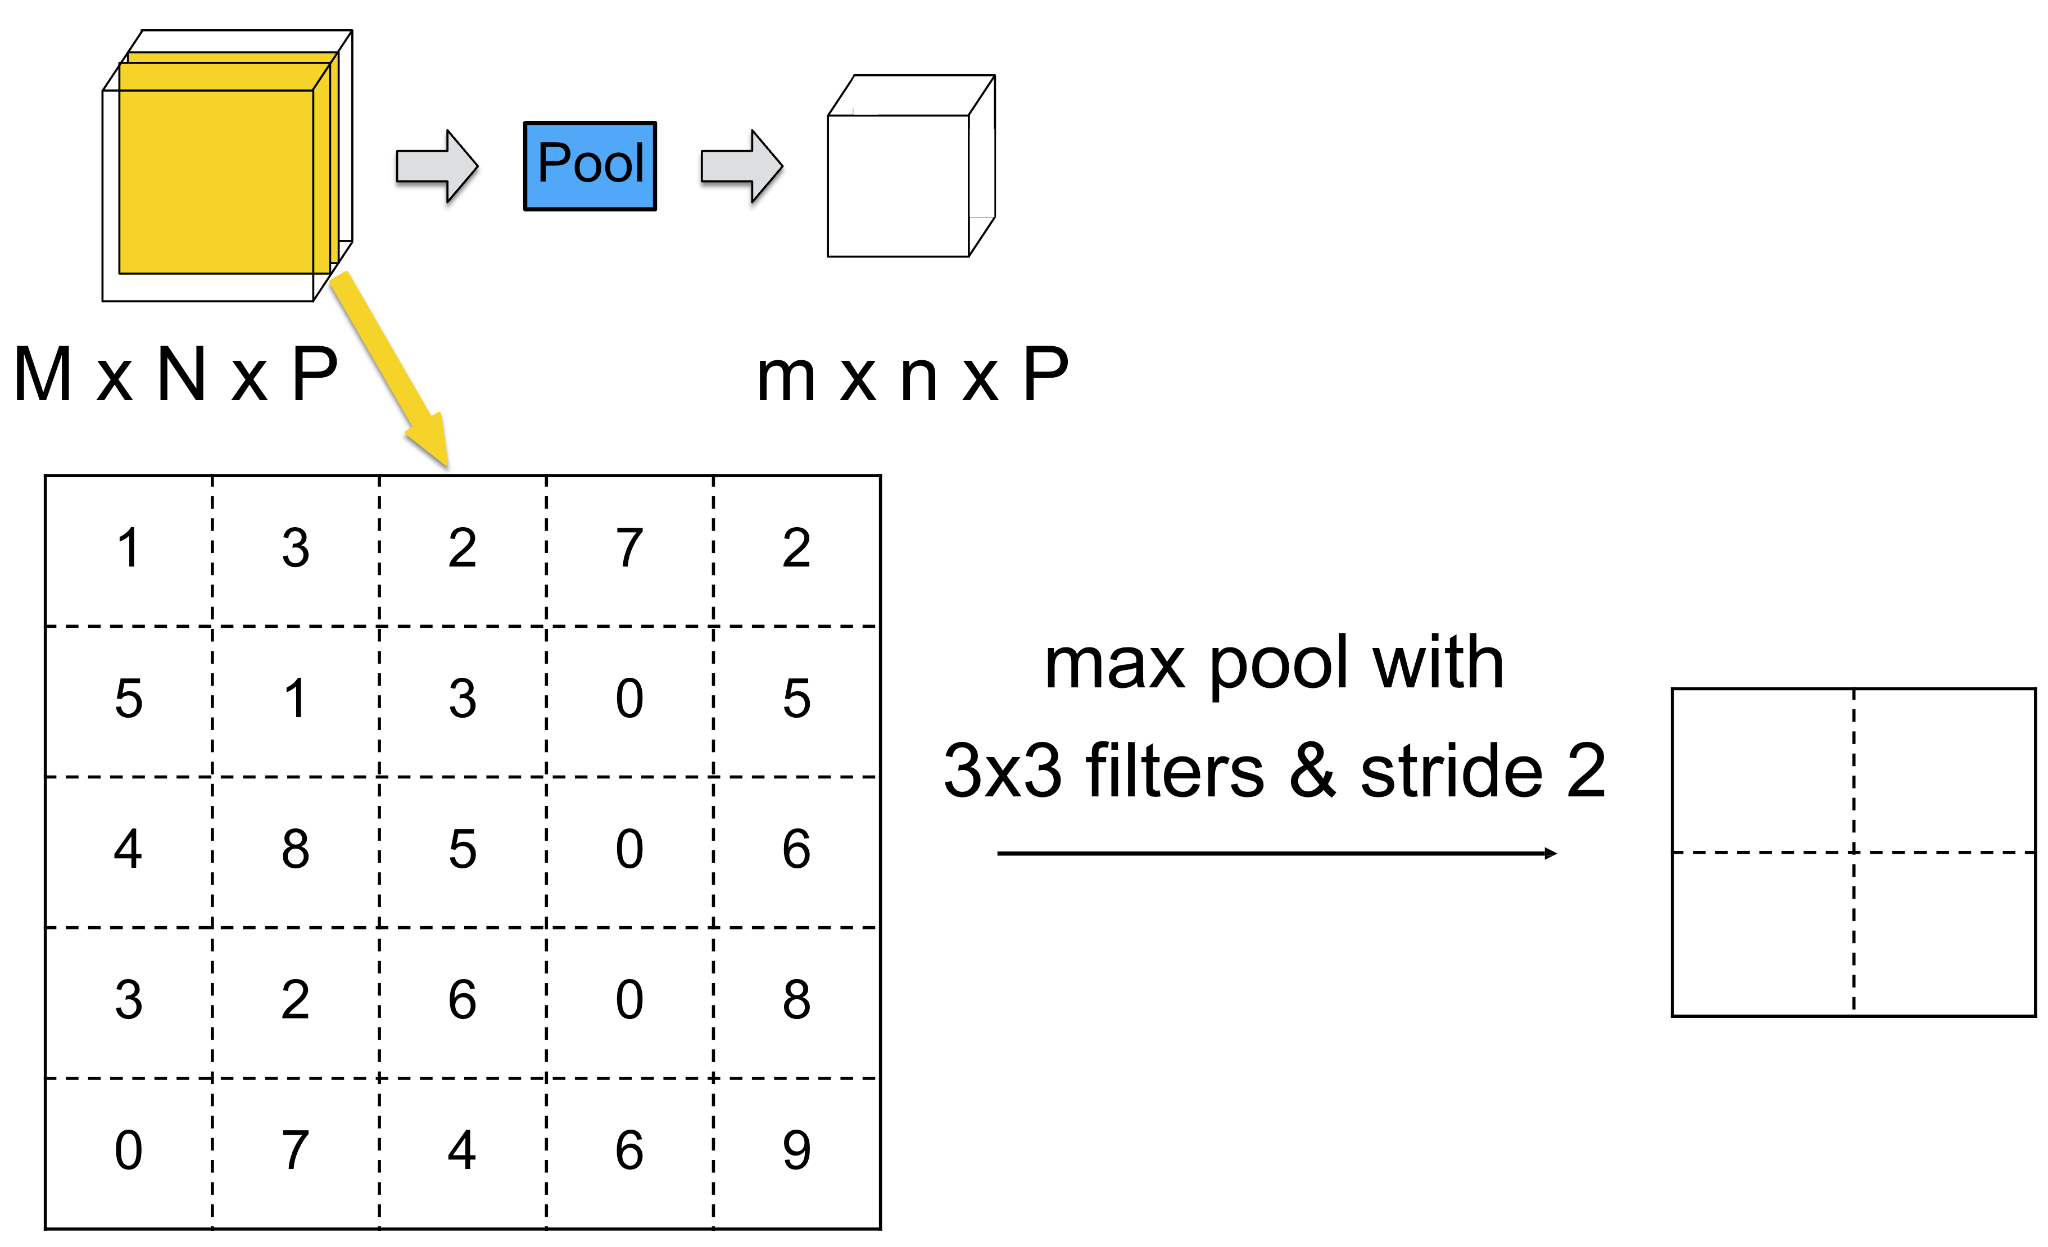 Pool
M x N x P
m x n x P
1 3 2 7 2
5 1 3 0 5
4 8 5 0 6
3 2 6 0 8
0 7 4 6 9
max pool with
3x3 filters & stride 2